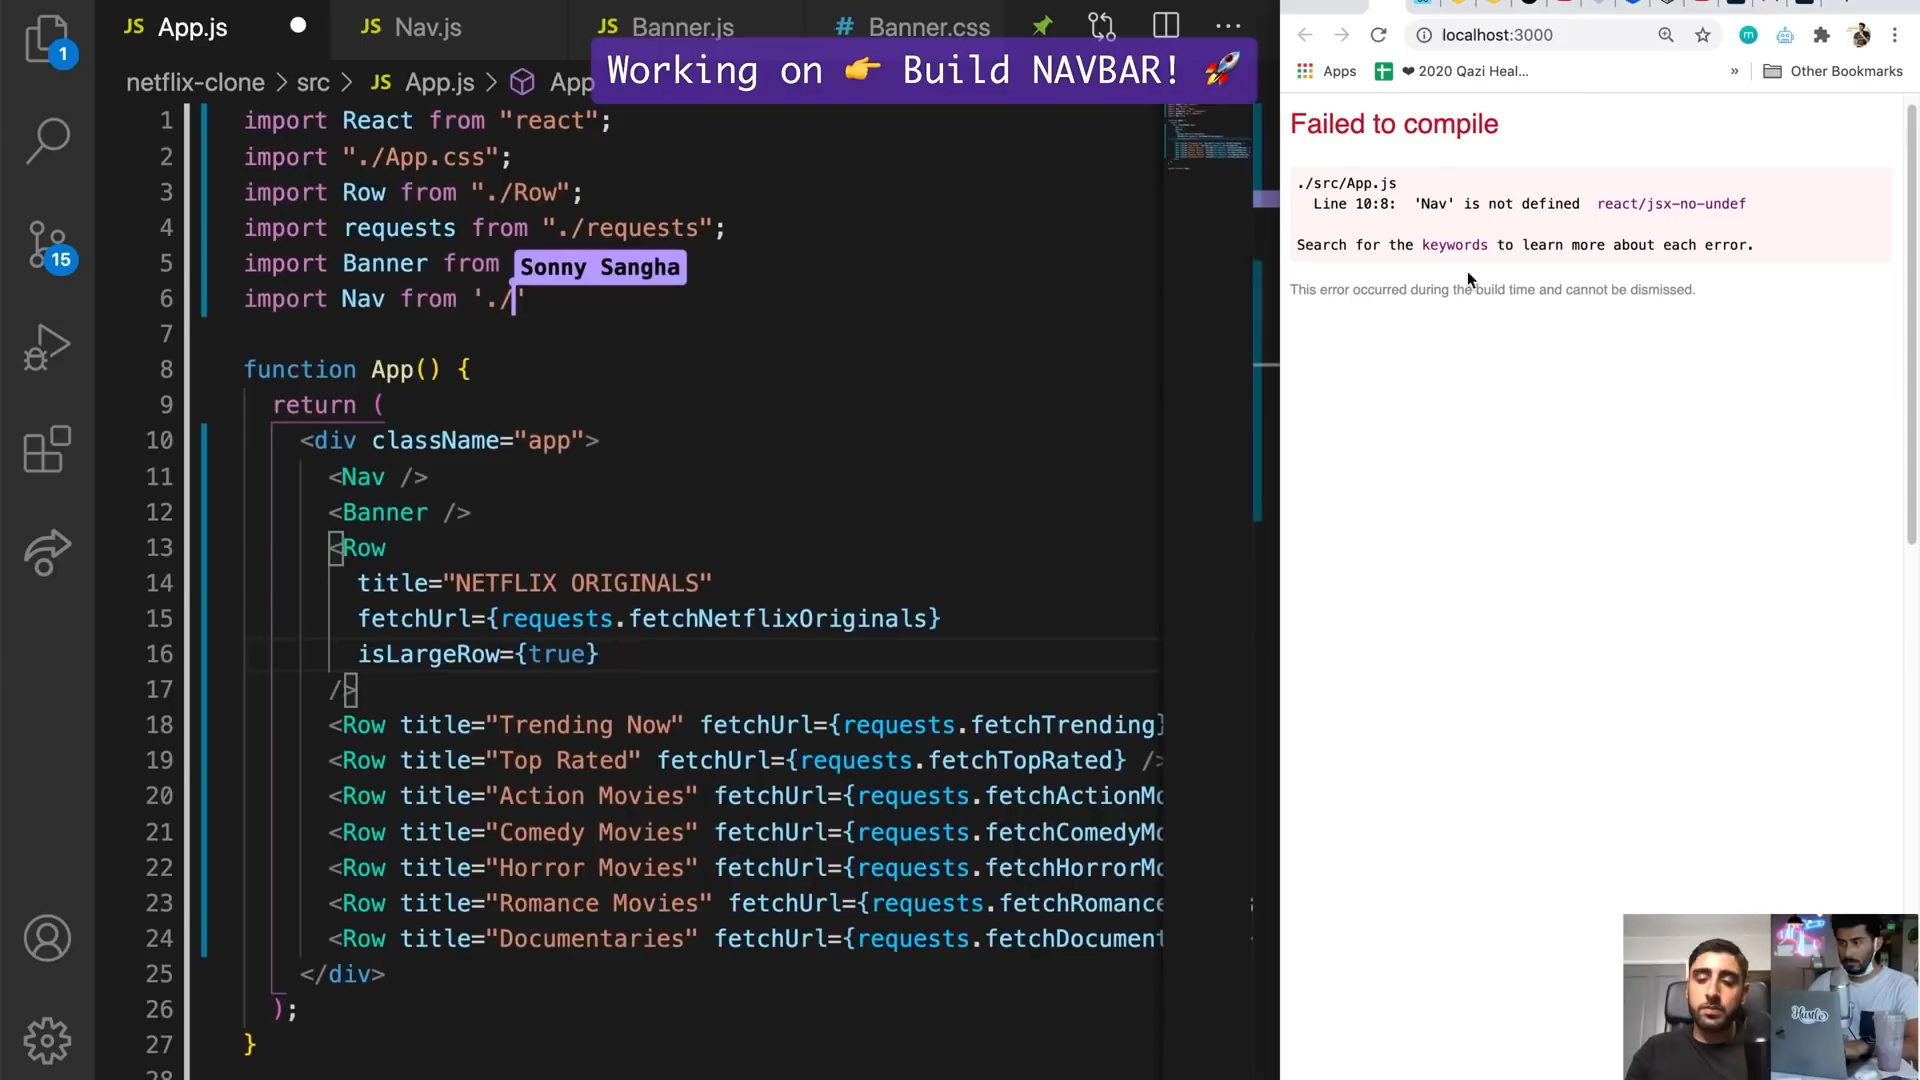 JS App.js
JS Nav.js
JS Banner.js
# Banner.css
netflix-clone > src > JS App.js > App
Working on 👉 Build NAVBAR! 🚀
1
15
1 import React from "react";
2 import "./App.css";
3 import Row from "./Row";
4 import requests from "./requests";
5 import Banner from
Sonny Sangha
6 import Nav from './'
7
8 function App() {
9 return (
10 <div className="app">
11 <Nav />
12 <Banner />
13 <Row
14 title="NETFLIX ORIGINALS"
15 fetchUrl={requests.fetchNetflixOriginals}
16 isLargeRow={true}
17 />
18 <Row title="Trending Now" fetchUrl={requests.fetchTrending}
19 <Row title="Top Rated" fetchUrl={requests.fetchTopRated} />
20 <Row title="Action Movies" fetchUrl={requests.fetchActionMo
21 <Row title="Comedy Movies" fetchUrl={requests.fetchComedyMo
22 <Row title="Horror Movies" fetchUrl={requests.fetchHorrorMo
23 <Row title="Romance Movies" fetchUrl={requests.fetchRomance
24 <Row title="Documentaries" fetchUrl={requests.fetchDocument
25 </div>
26 );
27 }
28
localhost:3000
Apps
❤ 2020 Qazi Heal...
»
Other Bookmarks
Failed to compile
./src/App.js
Line 10:8: 'Nav' is not defined react/jsx-no-undef
Search for the keywords to learn more about each error.
This error occurred during the build time and cannot be dismissed.
Hustle